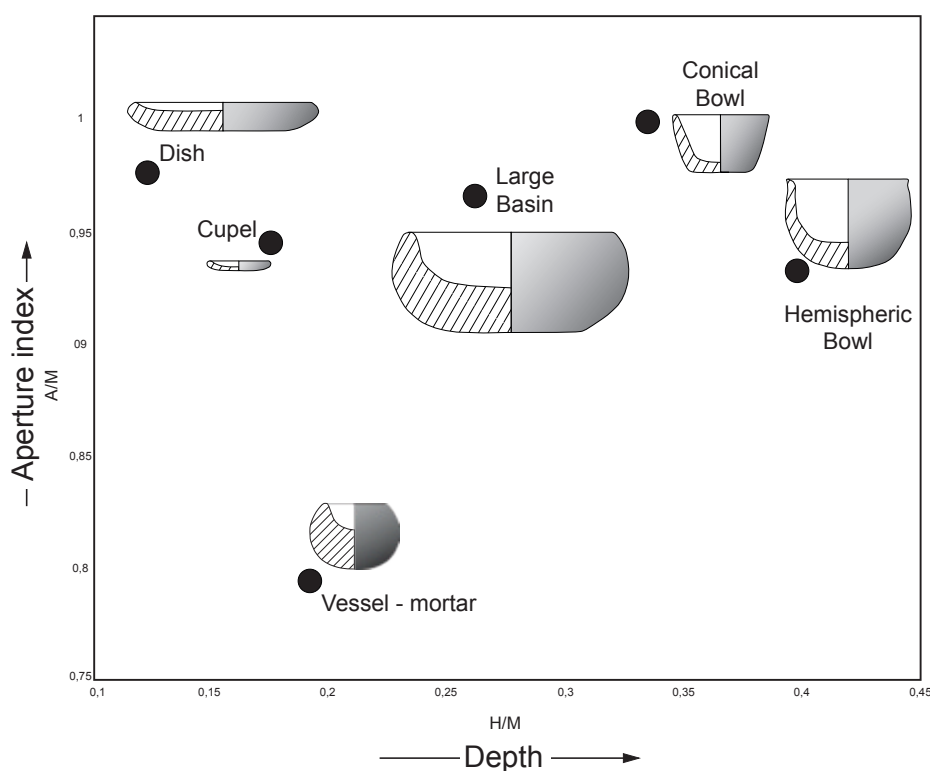 Conical
Bowl
1
Dish
Large
Basin
Cupel
0,95
Hemispheric
Bowl
09
Aperture index
A/M
0,85
0,8
Vessel - mortar
0,75
0,1
0,15
0,2
0,25
0,3
0,35
0,4
0,45
H/M
Depth